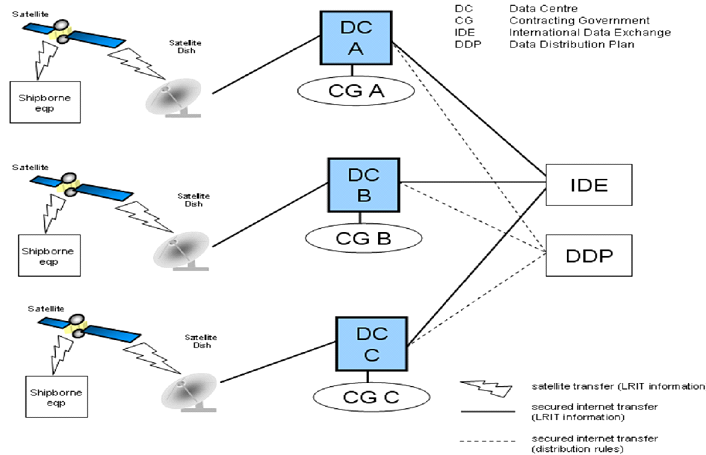 Satellite
Satellite
Dish
Shipborne
eqp
DC
A
CG A
DC Data Centre
CG Contracting Government
IDE International Data Exchange
DDP Data Distribution Plan
Satellite
Satellite
Dish
Shipborne
eqp
DC
B
CG B
IDE
DDP
Satellite
Satellite
Dish
Shipborne
eqp
DC
C
CG C
satellite transfer (LRIT information
secured internet transfer
(LRIT information)
secured internet transfer
(distribution rules)